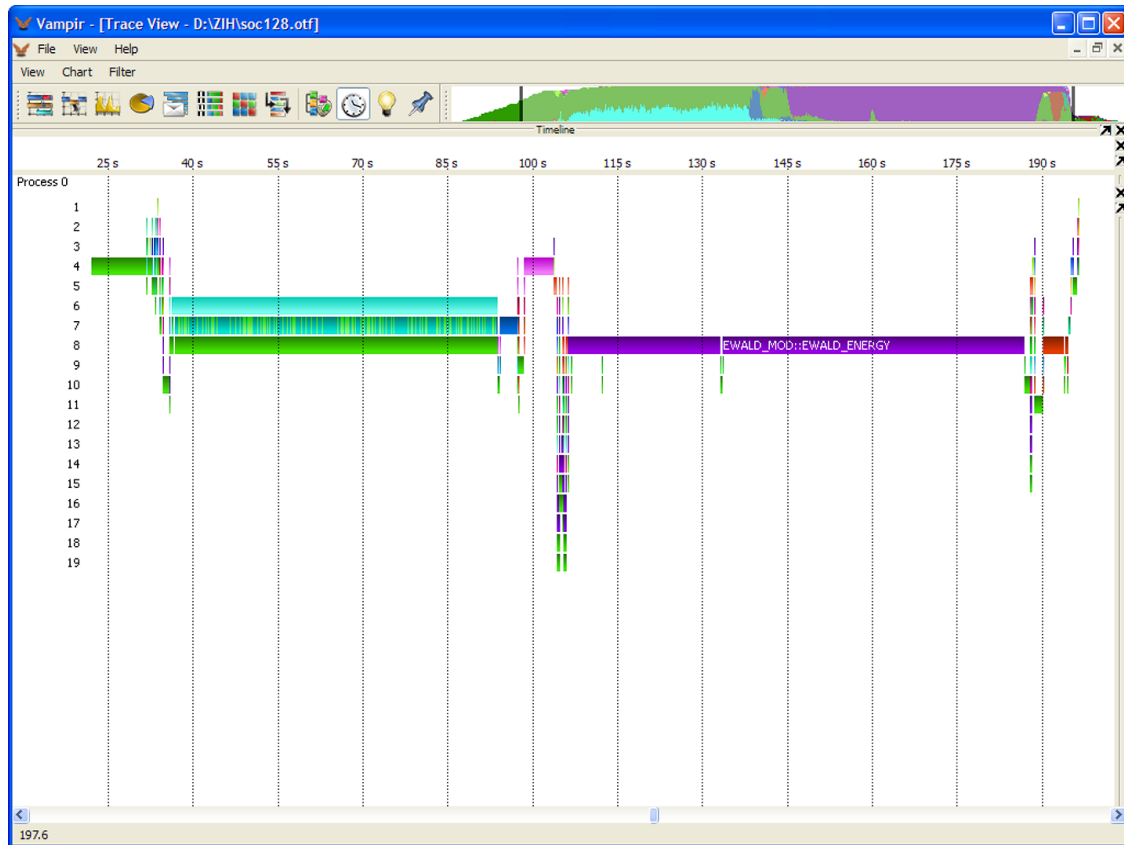 Vampir - [Trace View - D:\ZIH\soc128.otf]
File View Help
View Chart Filter
Timeline
25 s 40 s 55 s 70 s 85 s 100 s 115 s 130 s 145 s 160 s 175 s 190 s
Process 0
1
2
3
4
5
6
7
8 EWALD_MOD::EWALD_ENERGY
9
10
11
12
13
14
15
16
17
18
19
197.6